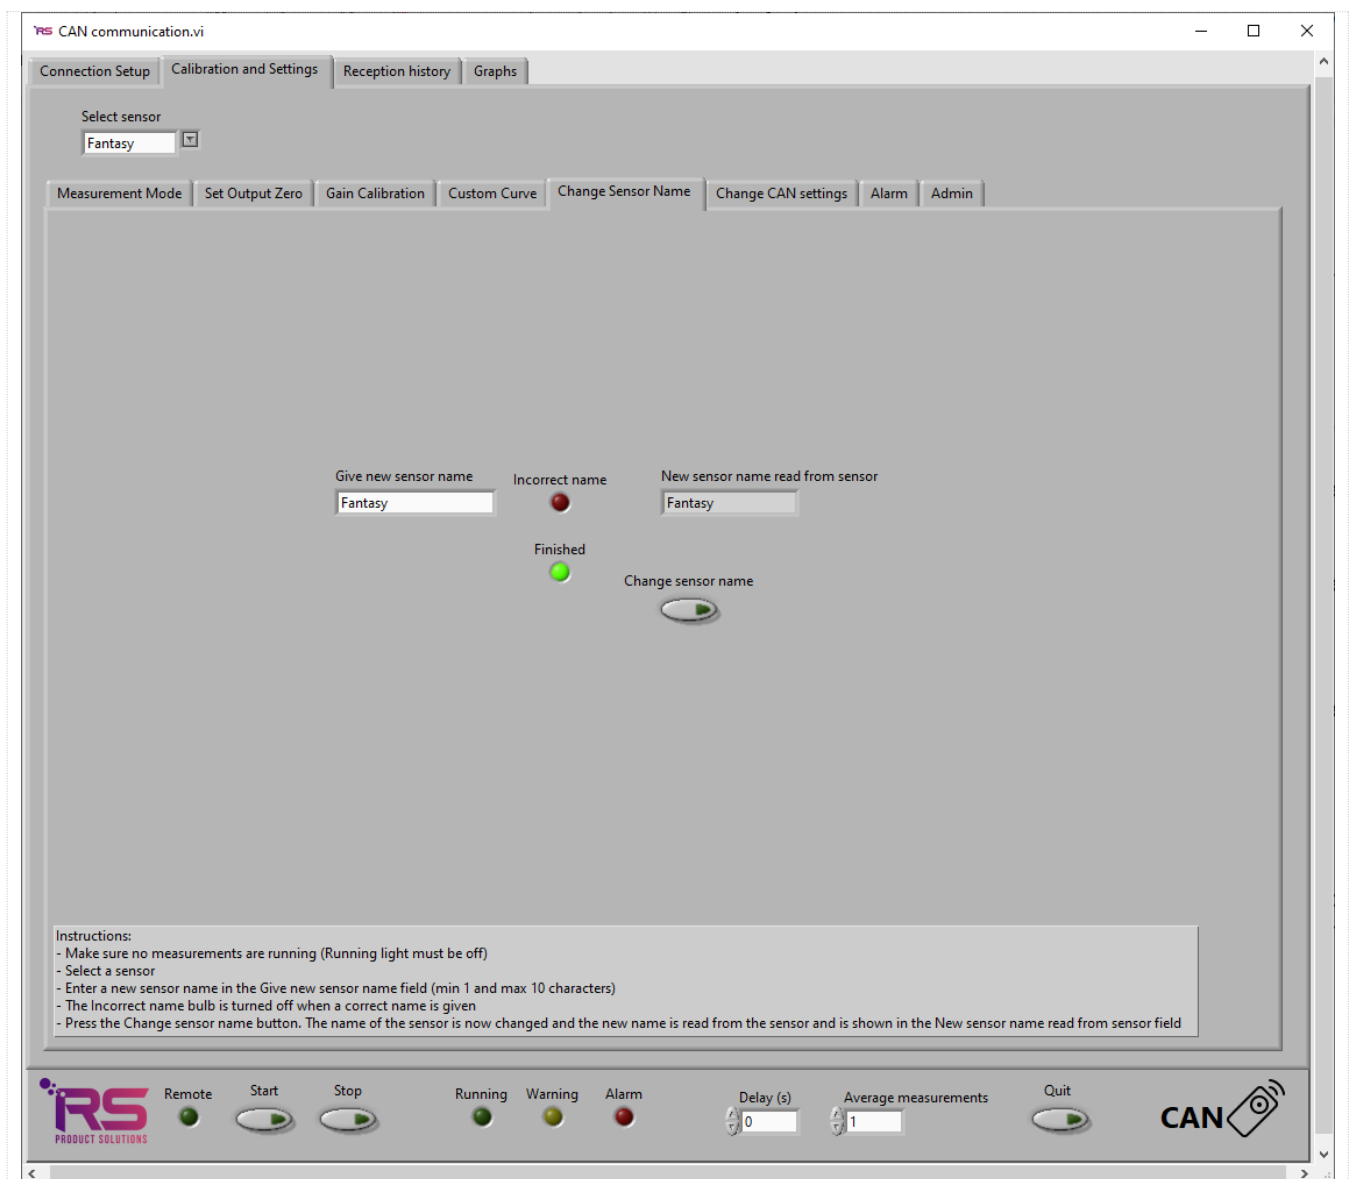 RS CAN communication.vi
Connection Setup Calibration and Settings Reception history Graphs
Select sensor
Fantasy
Measurement Mode Set Output Zero Gain Calibration Custom Curve Change Sensor Name Change CAN settings Alarm Admin
Give new sensor name Incorrect name New sensor name read from sensor
Fantasy Fantasy
Finished
Change sensor name
Instructions:
- Make sure no measurements are running (Running light must be off)
- Select a sensor
- Enter a new sensor name in the Give new sensor name field (min 1 and max 10 characters)
- The Incorrect name bulb is turned off when a correct name is given
- Press the Change sensor name button. The name of the sensor is now changed and the new name is read from the sensor and is shown in the New sensor name read from sensor field
RS
PRODUCT SOLUTIONS
Remote Start Stop Running Warning Alarm Delay (s) Average measurements Quit
0 1
CAN